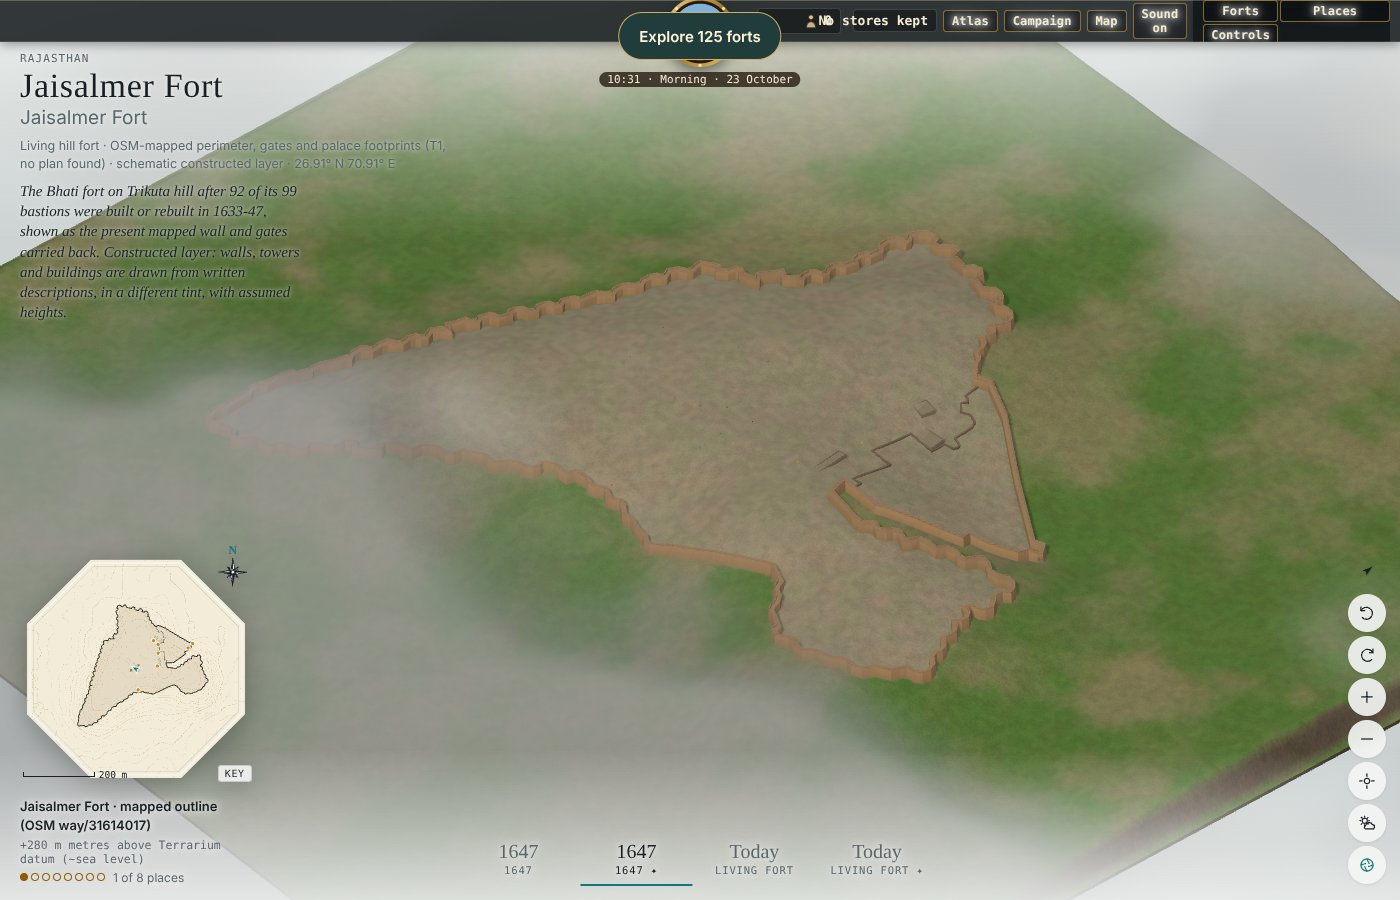 No stores kept
Atlas
Campaign
Map
Sound on
Forts
Places
Controls
Explore 125 forts
10:31 · Morning · 23 October
RAJASTHAN
Jaisalmer Fort
Jaisalmer Fort
Living hill fort · OSM-mapped perimeter, gates and palace footprints (T1,
no plan found) · schematic constructed layer · 26.91° N 70.91° E
The Bhati fort on Trikuta hill after 92 of its 99
bastions were built or rebuilt in 1633-47,
shown as the present mapped wall and gates
carried back. Constructed layer: walls, towers
and buildings are drawn from written
descriptions, in a different tint, with assumed
heights.
N
200 m
KEY
Jaisalmer Fort · mapped outline
(OSM way/31614017)
+280 m metres above Terrarium
datum (~sea level)
1 of 8 places
1647
1647
1647
1647 ✦
Today
LIVING FORT
Today
LIVING FORT ✦